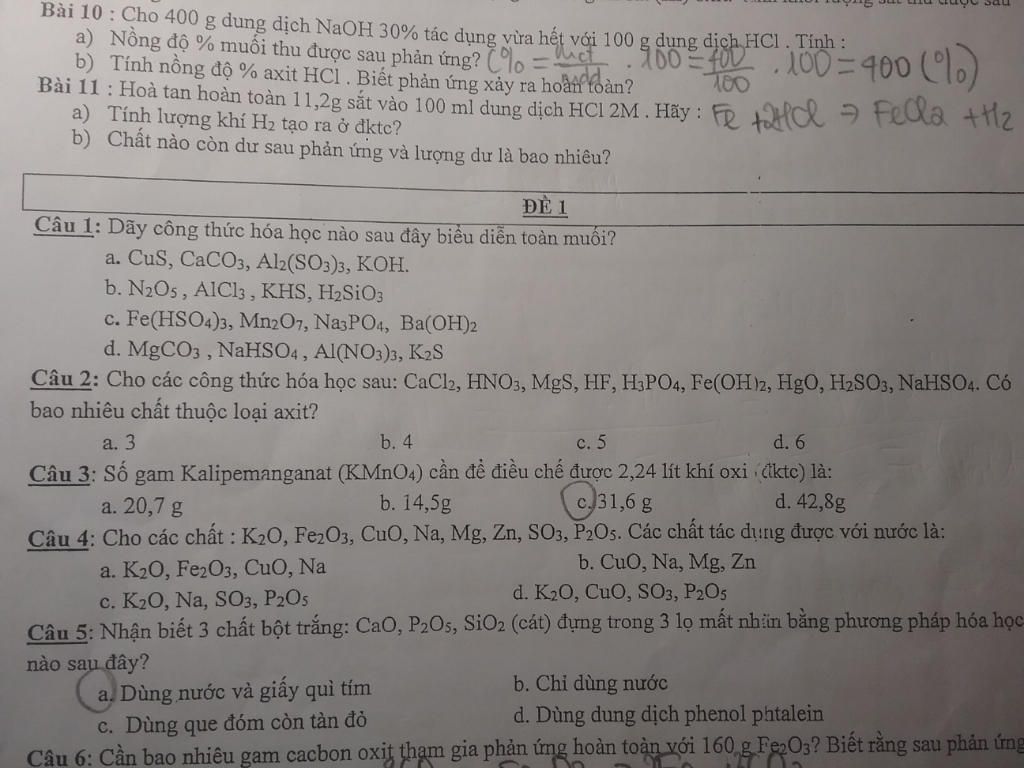 Bài 10 : Cho 400 g dung dịch NaOH 30% tác dụng vừa hết với 100 g dung dịch HCl . Tính :
a) Nồng độ % muối thu được sau phản ứng? C% = mct/mdd . 100 = 400/100 . 100 = 400 (%)
b) Tính nồng độ % axit HCl . Biết phản ứng xảy ra hoàn toàn?
Bài 11 : Hoà tan hoàn toàn 11,2g sắt vào 100 ml dung dịch HCl 2M . Hãy : Fe + 2HCl → FeCl2 + H2
a) Tính lượng khí H2 tạo ra ở đktc?
b) Chất nào còn dư sau phản ứng và lượng dư là bao nhiêu?
ĐỀ 1
Câu 1: Dãy công thức hóa học nào sau đây biểu diễn toàn muối?
a. CuS, CaCO3, Al2(SO3)3, KOH.
b. N2O5 , AlCl3 , KHS, H2SiO3
c. Fe(HSO4)3, Mn2O7, Na3PO4, Ba(OH)2
d. MgCO3 , NaHSO4 , Al(NO3)3, K2S
Câu 2: Cho các công thức hóa học sau: CaCl2, HNO3, MgS, HF, H3PO4, Fe(OH)2, HgO, H2SO3, NaHSO4. Có
bao nhiêu chất thuộc loại axit?
a. 3 b. 4 c. 5 d. 6
Câu 3: Số gam Kalipemanganat (KMnO4) cần để điều chế được 2,24 lít khí oxi (đktc) là:
a. 20,7 g b. 14,5g c. 31,6 g d. 42,8g
Câu 4: Cho các chất : K2O, Fe2O3, CuO, Na, Mg, Zn, SO3, P2O5. Các chất tác dụng được với nước là:
a. K2O, Fe2O3, CuO, Na b. CuO, Na, Mg, Zn
c. K2O, Na, SO3, P2O5 d. K2O, CuO, SO3, P2O5
Câu 5: Nhận biết 3 chất bột trắng: CaO, P2O5, SiO2 (cát) đựng trong 3 lọ mất nhãn bằng phương pháp hóa học
nào sau đây?
a. Dùng nước và giấy quì tím b. Chỉ dùng nước
c. Dùng que đóm còn tàn đỏ d. Dùng dung dịch phenol phtalein
Câu 6: Cần bao nhiêu gam cacbon oxit tham gia phản ứng hoàn toàn với 160 g Fe2O3? Biết rằng sau phản ứng